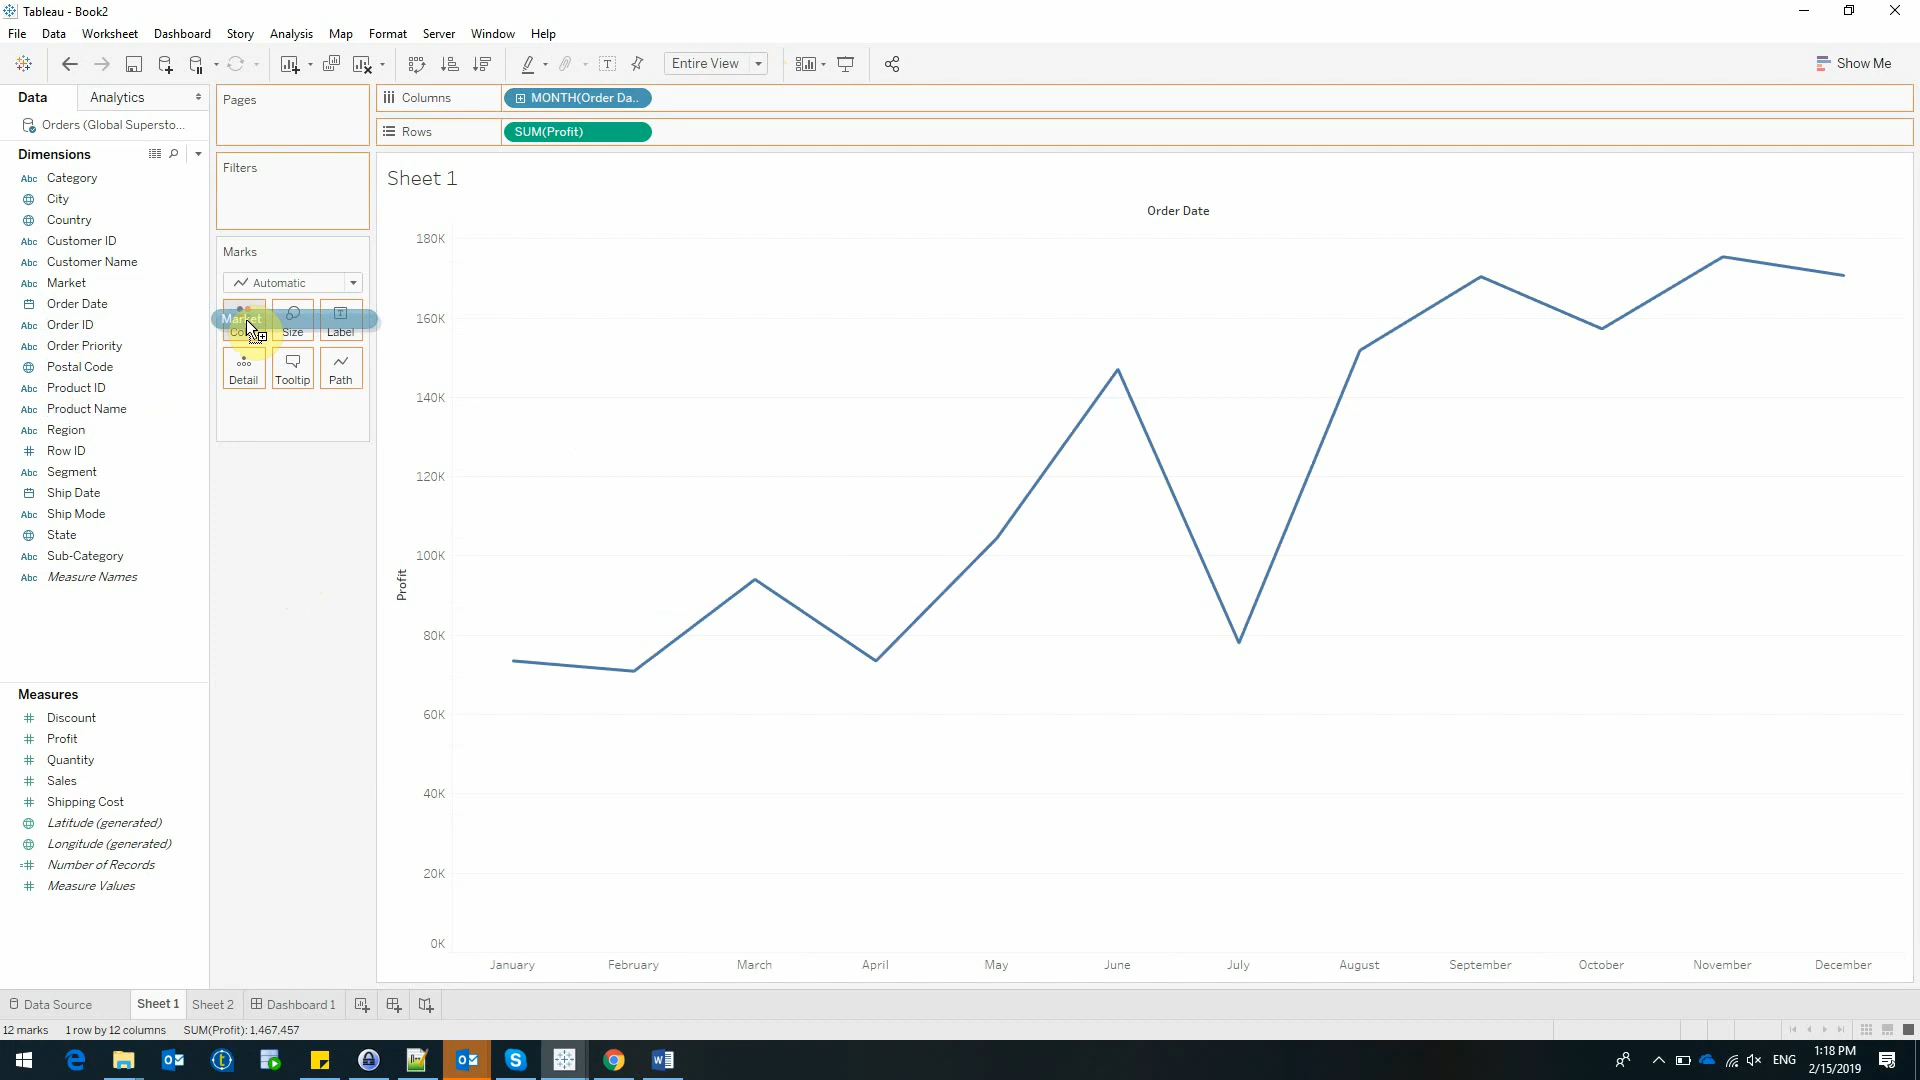 Tableau - Book2
File Data Worksheet Dashboard Story Analysis Map Format Server Window Help
Entire View
Show Me
Data Analytics
Orders (Global Supersto...
Dimensions
Abc Category
City
Country
Abc Customer ID
Abc Customer Name
Abc Market
Order Date
Abc Order ID
Abc Order Priority
Postal Code
Abc Product ID
Abc Product Name
Abc Region
Row ID
Abc Segment
Ship Date
Abc Ship Mode
State
Abc Sub-Category
Abc Measure Names
Measures
Discount
Profit
Quantity
Sales
Shipping Cost
Latitude (generated)
Longitude (generated)
Number of Records
Measure Values
Pages
Filters
Marks
Automatic
Market
Size Label
Detail Tooltip Path
Columns MONTH(Order Da..
Rows SUM(Profit)
Sheet 1
Order Date
180K
160K
140K
120K
100K
80K
60K
40K
20K
0K
Profit
January February March April May June July August September October November December
Data Source Sheet 1 Sheet 2 Dashboard 1
12 marks 1 row by 12 columns SUM(Profit): 1,467,457
ENG
1:18 PM
2/15/2019